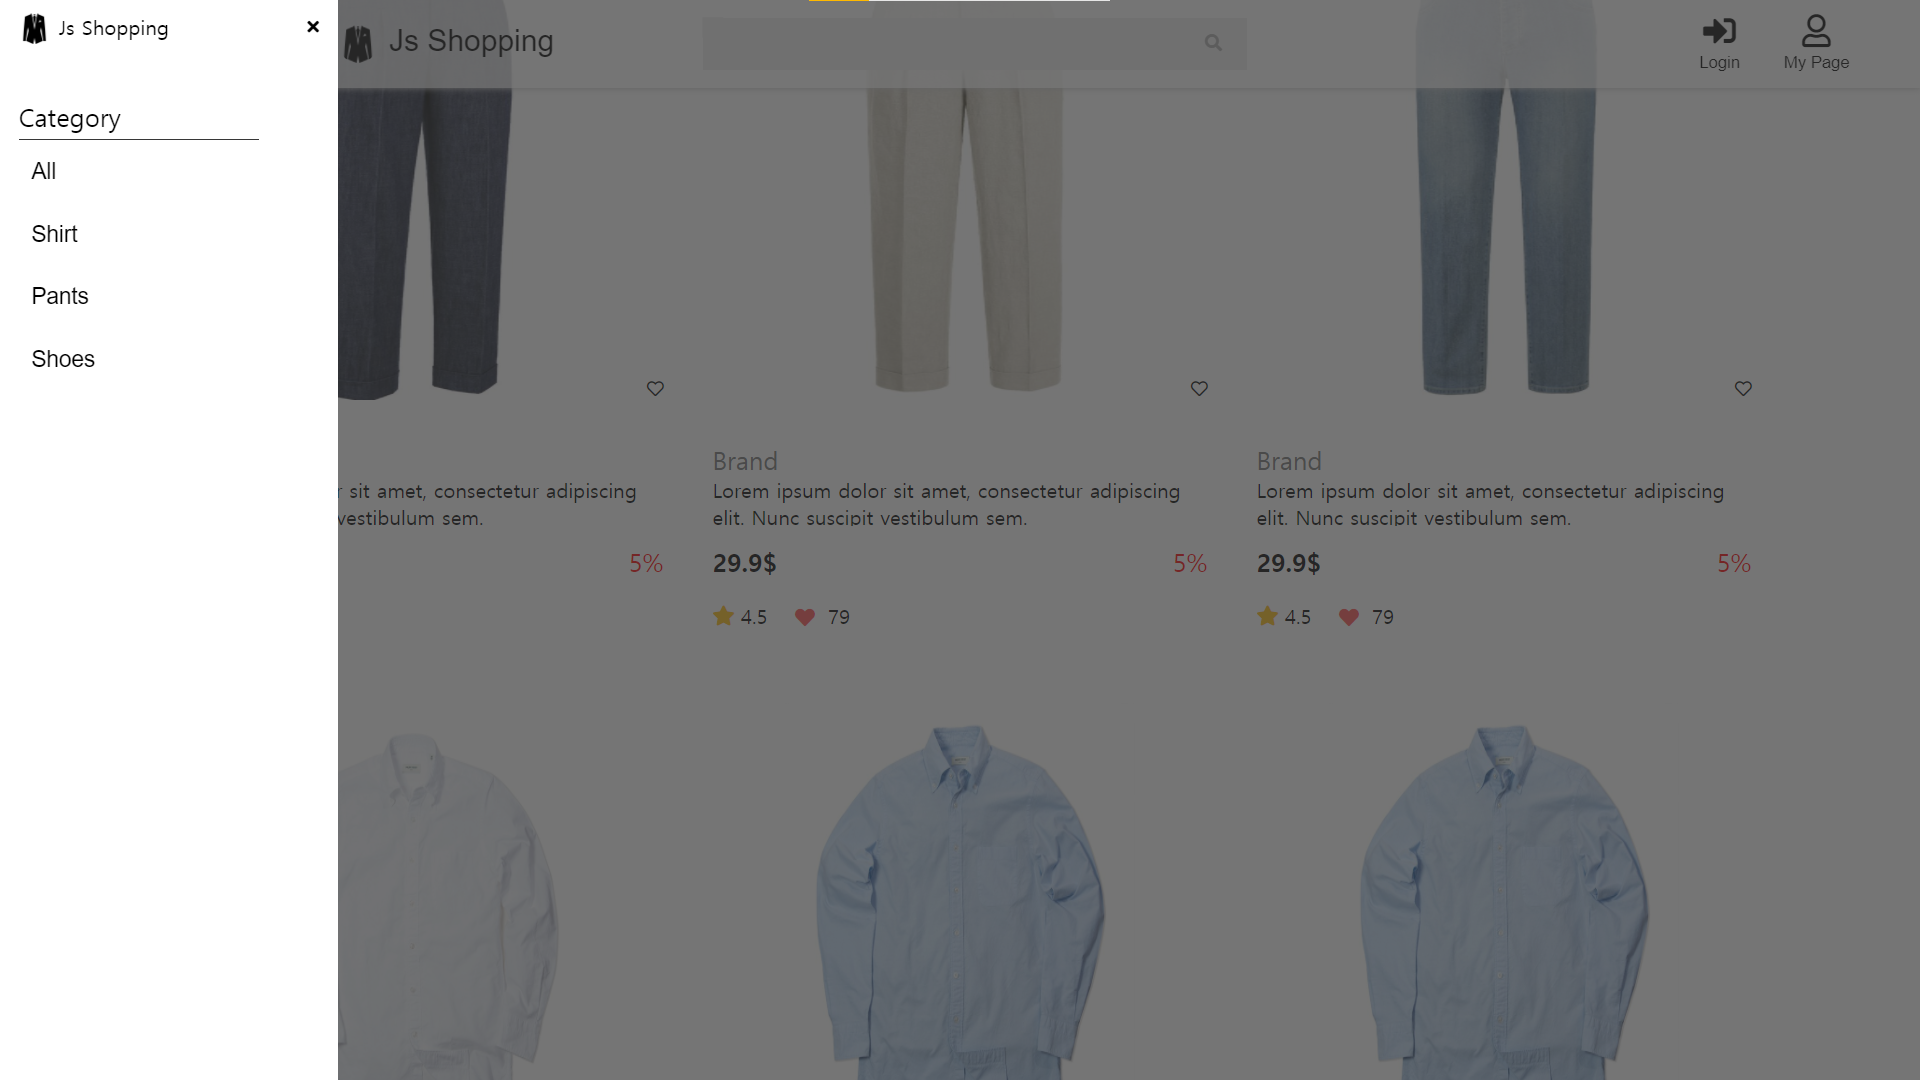 Js Shopping
Category
All
Shirt
Pants
Shoes
Js Shopping
Login
My Page
sit amet, consectetur adipiscing
vestibulum sem.
5%
Brand
Lorem ipsum dolor sit amet, consectetur adipiscing
elit. Nunc suscipit vestibulum sem.
29.9$
5%
4.5
79
Brand
Lorem ipsum dolor sit amet, consectetur adipiscing
elit. Nunc suscipit vestibulum sem.
29.9$
5%
4.5
79